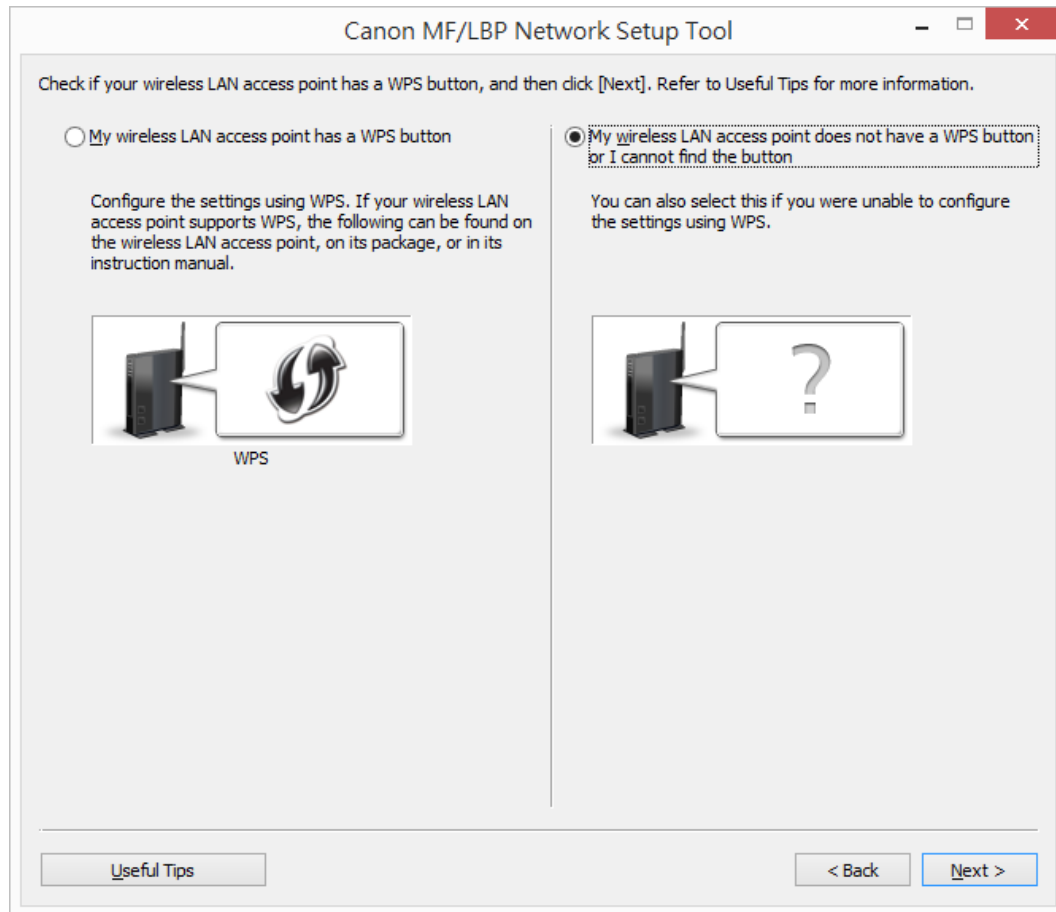 Canon MF/LBP Network Setup Tool
Check if your wireless LAN access point has a WPS button, and then click [Next]. Refer to Useful Tips for more information.
My wireless LAN access point has a WPS button
Configure the settings using WPS. If your wireless LAN
access point supports WPS, the following can be found on
the wireless LAN access point, on its package, or in its
instruction manual.
WPS
My wireless LAN access point does not have a WPS button
or I cannot find the button
You can also select this if you were unable to configure
the settings using WPS.
?
Useful Tips
< Back
Next >